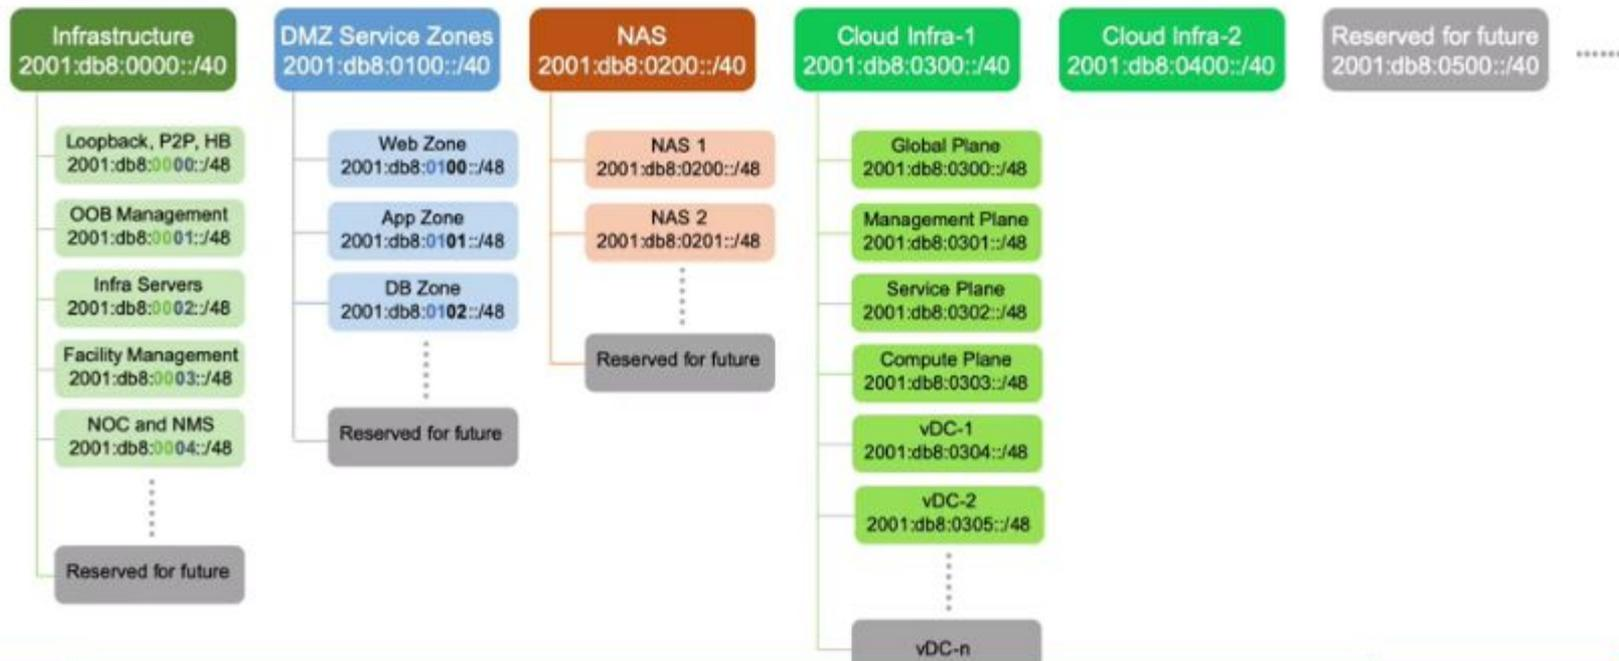 Infrastructure
2001:db8:0000::/40
DMZ Service Zones
2001:db8:0100::/40
NAS
2001:db8:0200::/40
Cloud Infra-1
2001:db8:0300::/40
Cloud Infra-2
2001:db8:0400::/40
Reserved for future
2001:db8:0500::/40
Loopback, P2P, HB
2001:db8:0000::/48
OOB Management
2001:db8:0001::/48
Infra Servers
2001:db8:0002::/48
Facility Management
2001:db8:0003::/48
NOC and NMS
2001:db8:0004::/48
Reserved for future
Web Zone
2001:db8:0100::/48
App Zone
2001:db8:0101::/48
DB Zone
2001:db8:0102::/48
Reserved for future
NAS 1
2001:db8:0200::/48
NAS 2
2001:db8:0201::/48
Reserved for future
Global Plane
2001:db8:0300::/48
Management Plane
2001:db8:0301::/48
Service Plane
2001:db8:0302::/48
Compute Plane
2001:db8:0303::/48
vDC-1
2001:db8:0304::/48
vDC-2
2001:db8:0305::/48
vDC-n